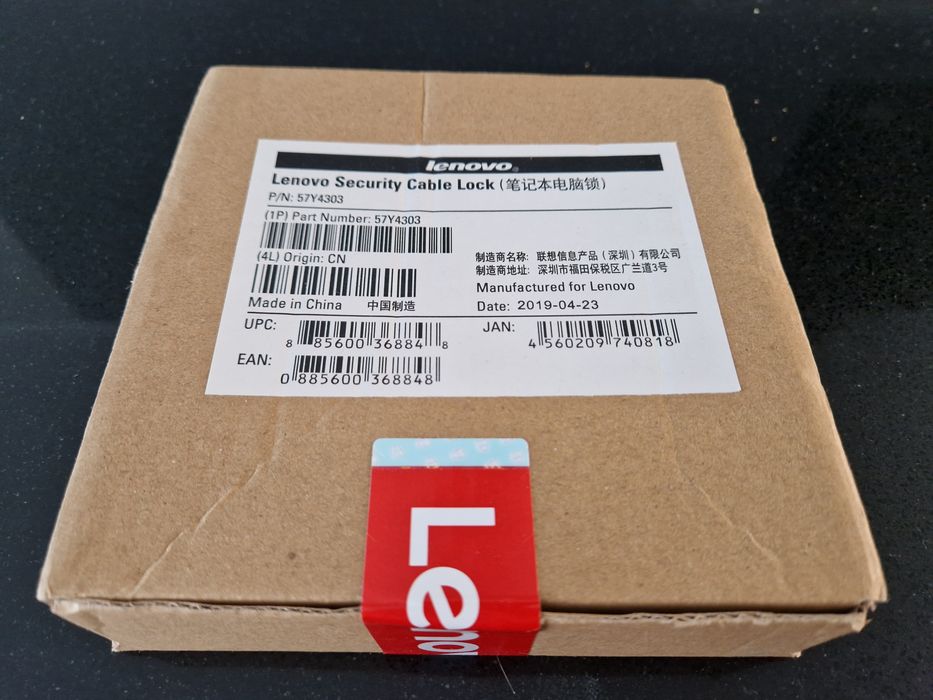 lenovo
Lenovo Security Cable Lock (笔记本电脑锁)
P/N: 57Y4303
(1P) Part Number: 57Y4303
(4L) Origin: CN
Made in China 中国制造
制造商名称: 联想信息产品(深圳)有限公司
制造商地址: 深圳市福田保税区广兰道3号
Manufactured for Lenovo
Date: 2019-04-23
UPC:
8 85600 36884 8
JAN:
4 560209 740818
EAN:
0 885600 368848
Leno